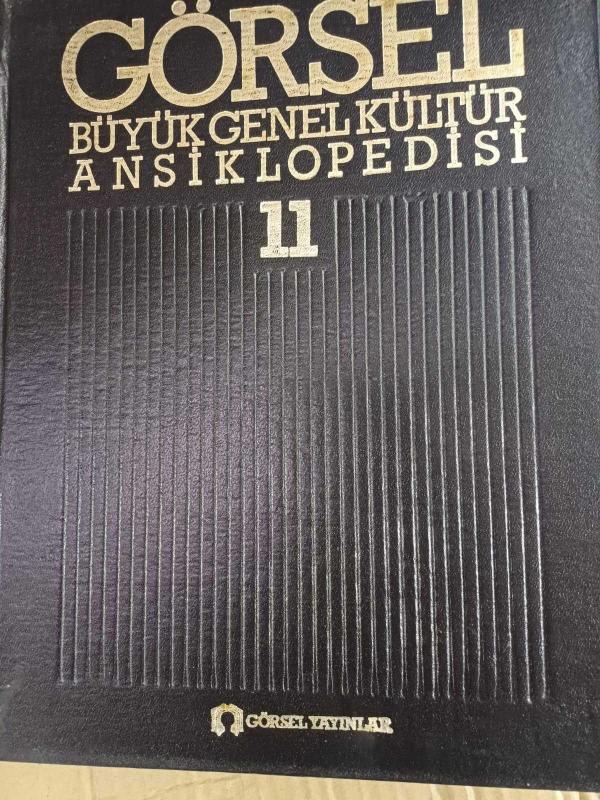 GÖRSEL
BÜYÜK GENEL KÜLTÜR
ANSİKLOPEDİSİ
11
GÖRSEL YAYINLAR